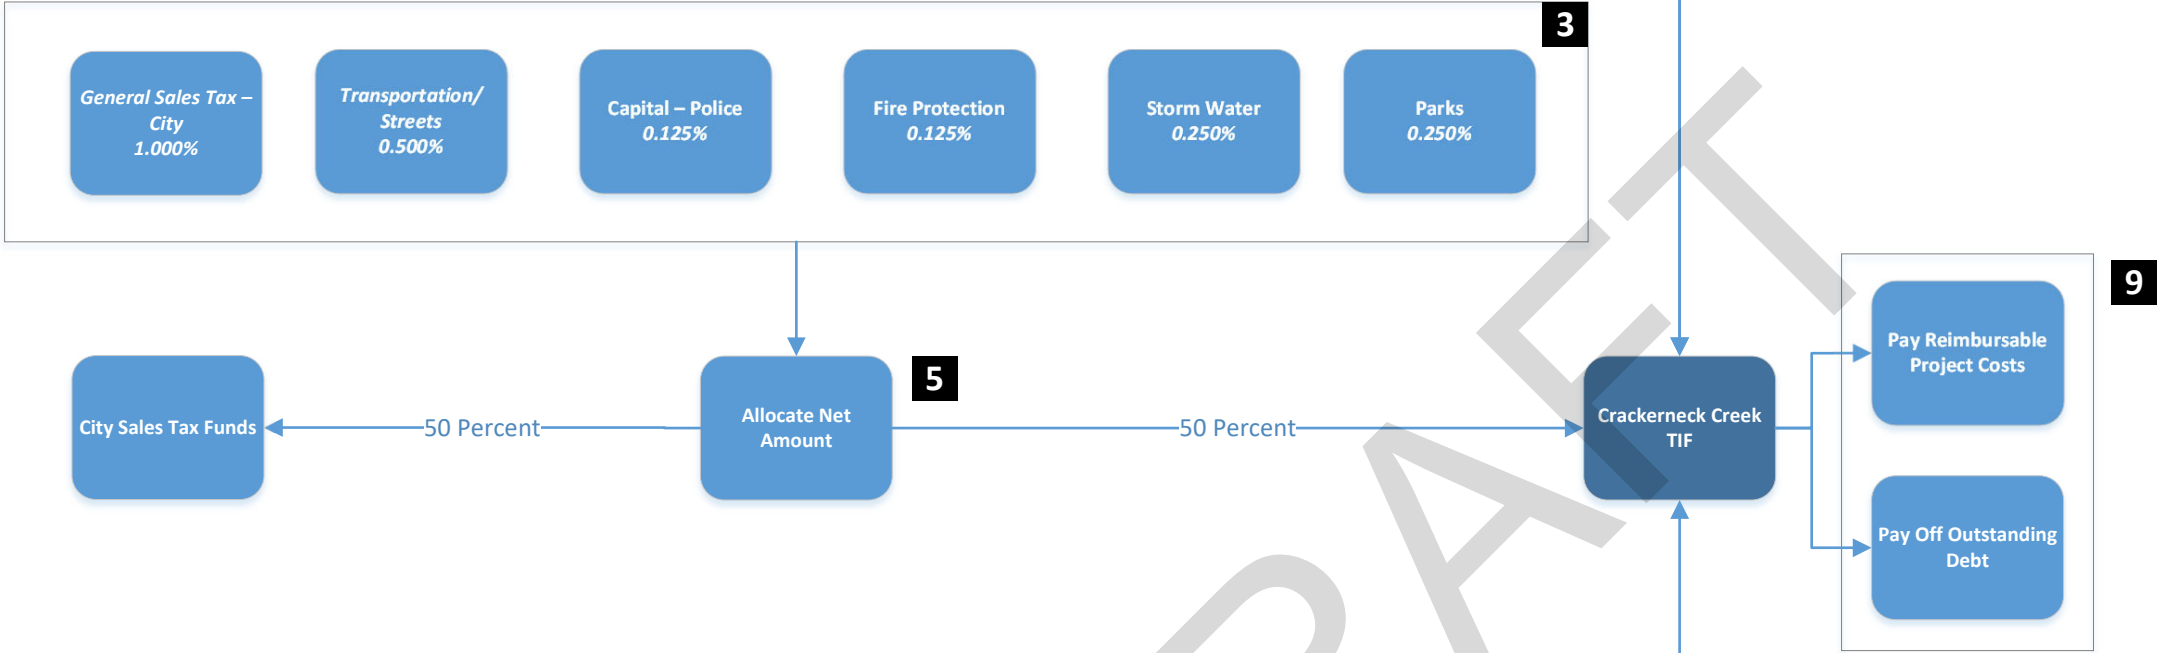 3
General Sales Tax –
City
1.000%
Transportation/
Streets
0.500%
Capital – Police
0.125%
Fire Protection
0.125%
Storm Water
0.250%
Parks
0.250%
9
Pay Reimbursable
Project Costs
5
City Sales Tax Funds
50 Percent
Allocate Net
Amount
50 Percent
Crackerneck Creek
TIF
Pay Off Outstanding
Debt
RAFT